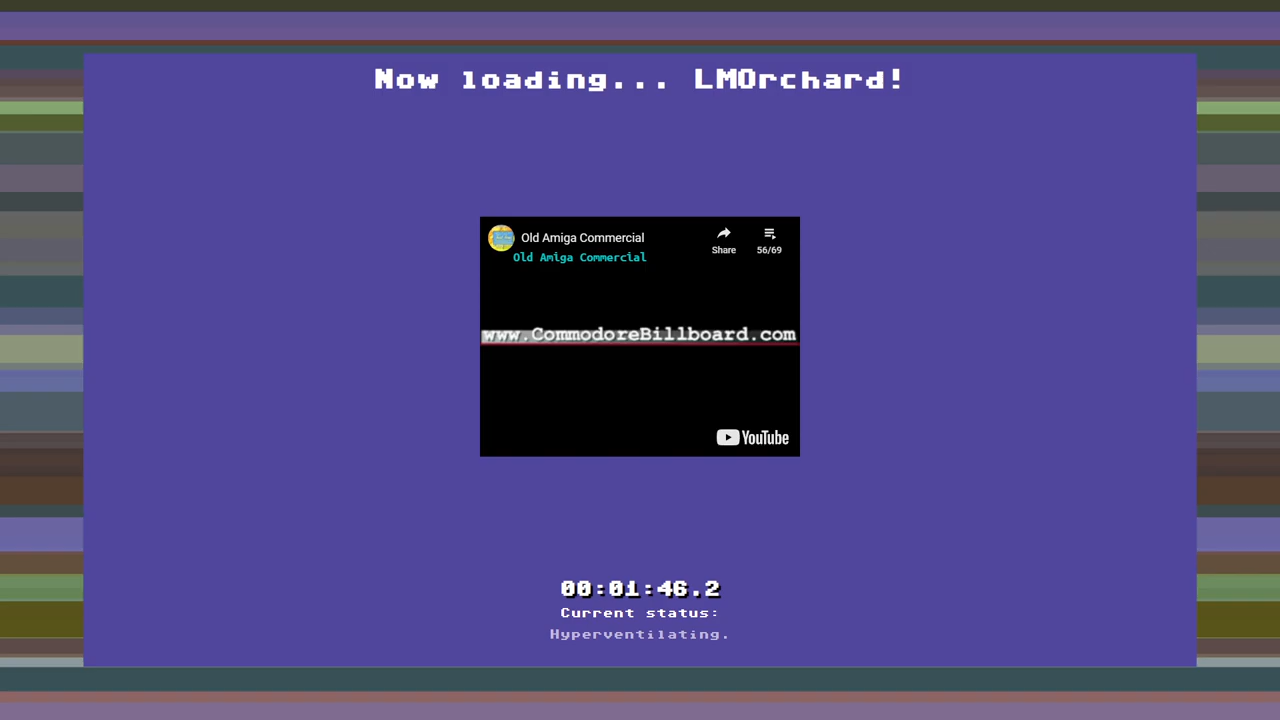 Now loading... LMOrchard!
Old Amiga Commercial
Share
56/69
Old Amiga Commercial
www.CommodoreBillboard.com
YouTube
00:01:46.2
Current status:
Hyperventilating.